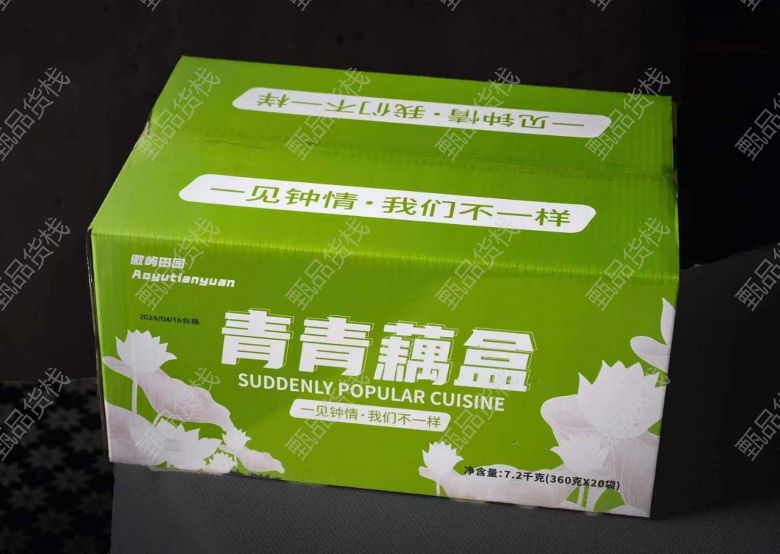 一见钟情·我们不一样
一见钟情·我们不一样
傲屿田园
Aoyutianyuan
2024/04/16合格
青青藕盒
SUDDENLY POPULAR CUISINE
一见钟情·我们不一样
净含量:7.2千克(360克X20袋)
甄品货栈